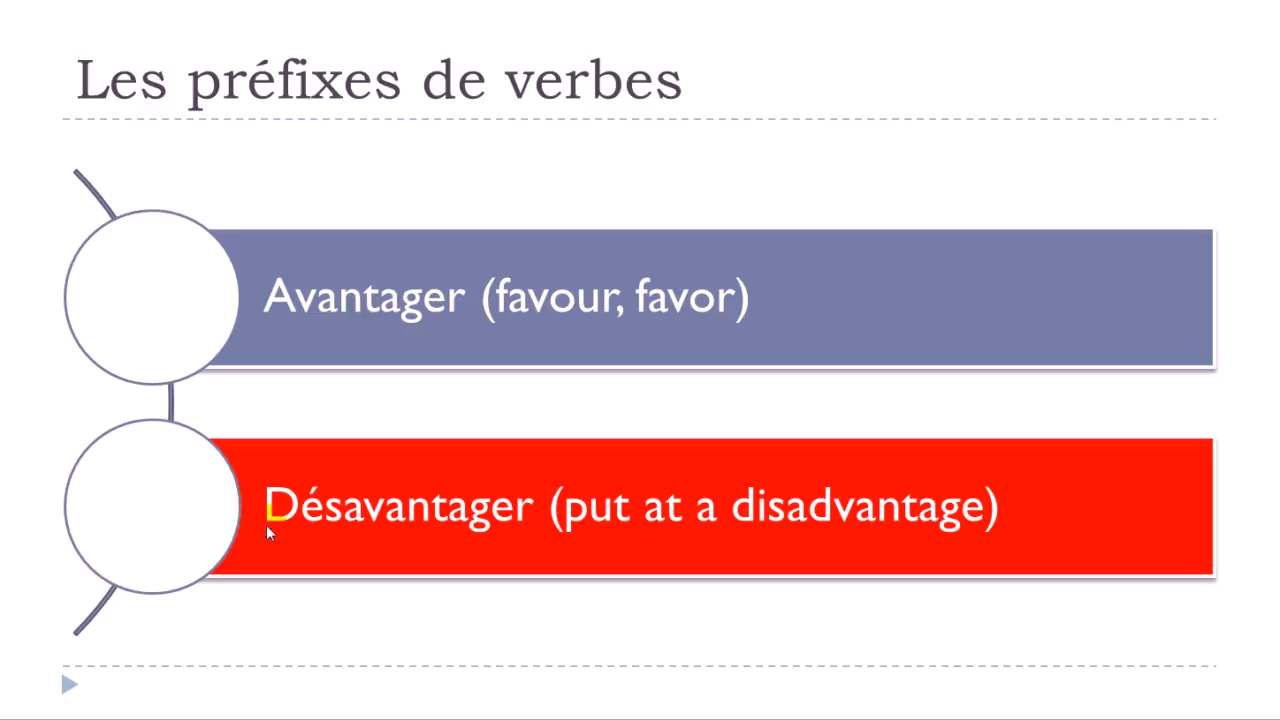 Les préfixes de verbes
Avantager (favour, favor)
Désavantager (put at a disadvantage)